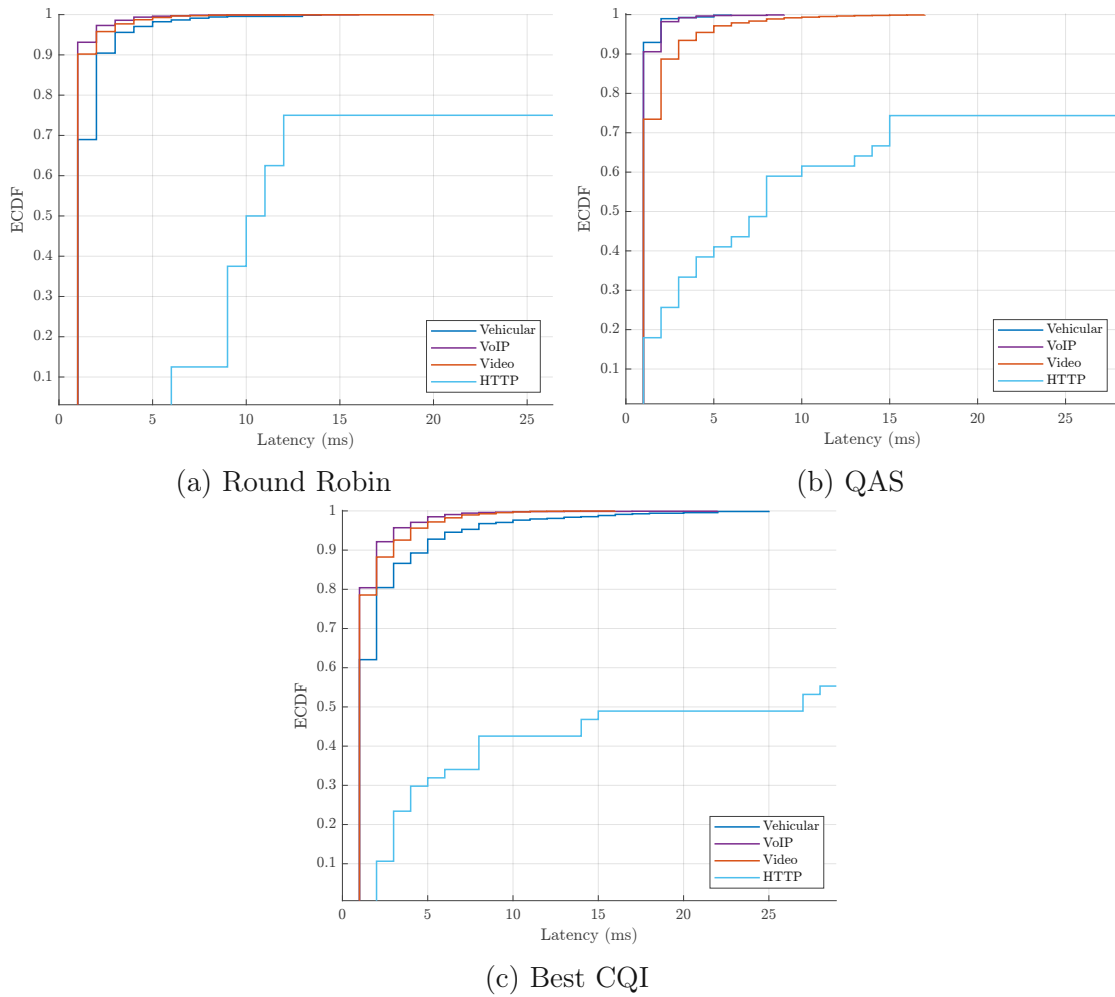 1
0.9
0.8
0.7
0.6
0.5
0.4
0.3
0.2
0.1
ECDF
0 5 10 15 20 25
Latency (ms)
Vehicular
VoIP
Video
HTTP
(a) Round Robin
1
0.9
0.8
0.7
0.6
0.5
0.4
0.3
0.2
0.1
ECDF
0 5 10 15 20 25
Latency (ms)
Vehicular
VoIP
Video
HTTP
(b) QAS
1
0.9
0.8
0.7
0.6
0.5
0.4
0.3
0.2
0.1
ECDF
0 5 10 15 20 25
Latency (ms)
Vehicular
VoIP
Video
HTTP
(c) Best CQI